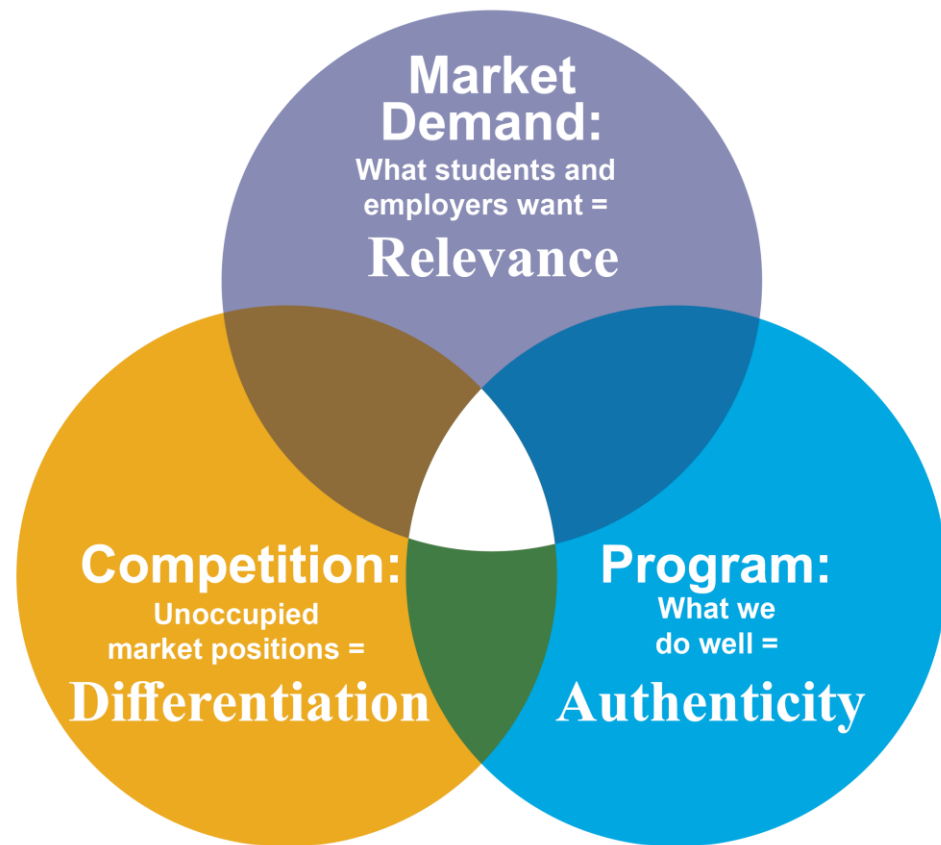 Market
Demand:
What students and
employers want =
Relevance
Competition:
Unoccupied
market positions =
Differentiation
Program:
What we
do well =
Authenticity